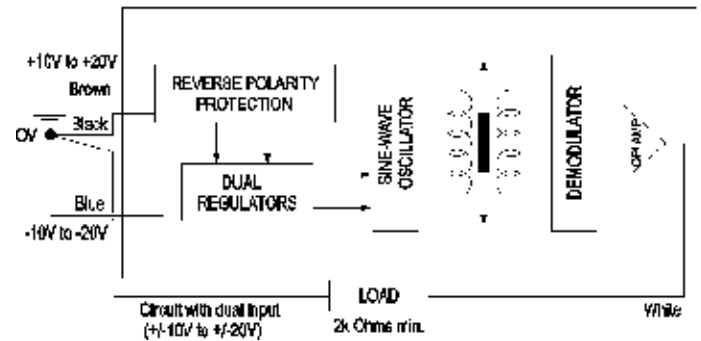 +10V to +20V
Brown
Black
0V
Blue
-10V to -20V
REVERSE POLARITY
PROTECTION
DUAL
REGULATORS
SINE-WAVE
OSCILLATOR
DEMODULATOR
OP AMP
LOAD
2k Ohms min.
White
Circuit with dual input
(+/-10V to +/-20V)